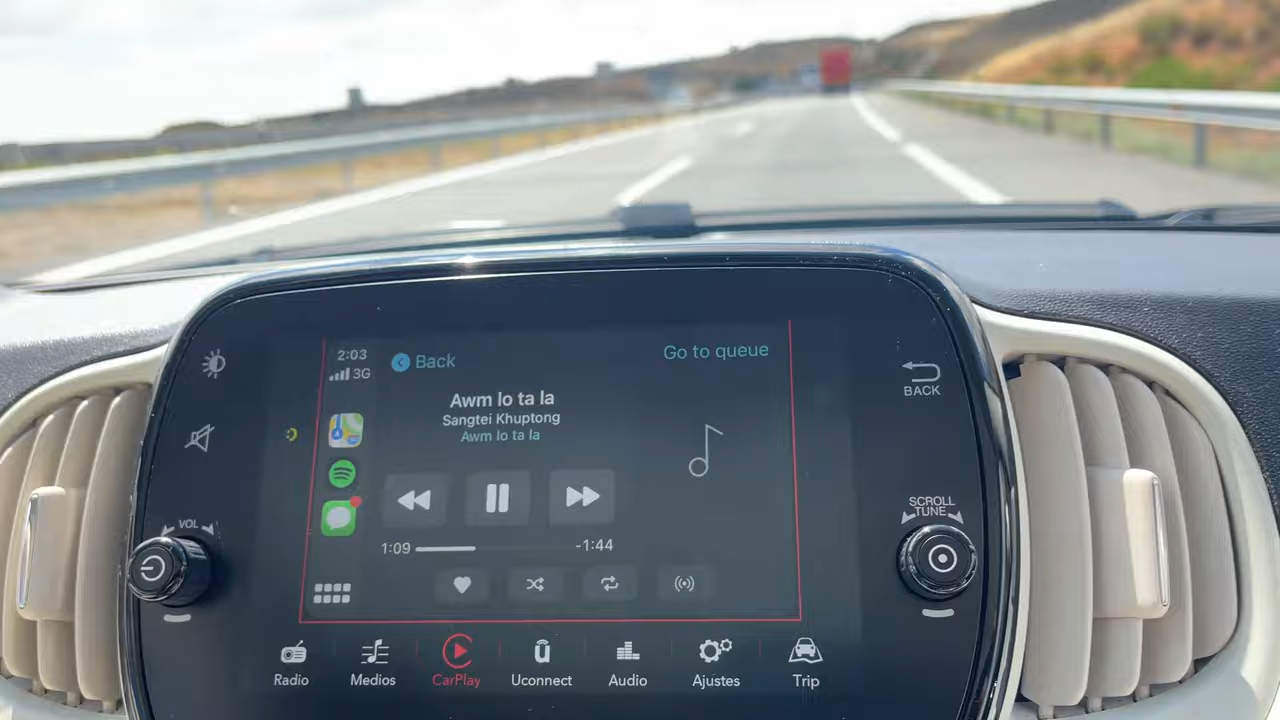 2:03
3G
Back
Go to queue
Awm lo ta la
Sangtei Khuptong
Awm lo ta la
1:09
-1:44
BACK
VOL
SCROLL
TUNE
Radio
Medios
CarPlay
Uconnect
Audio
Ajustes
Trip